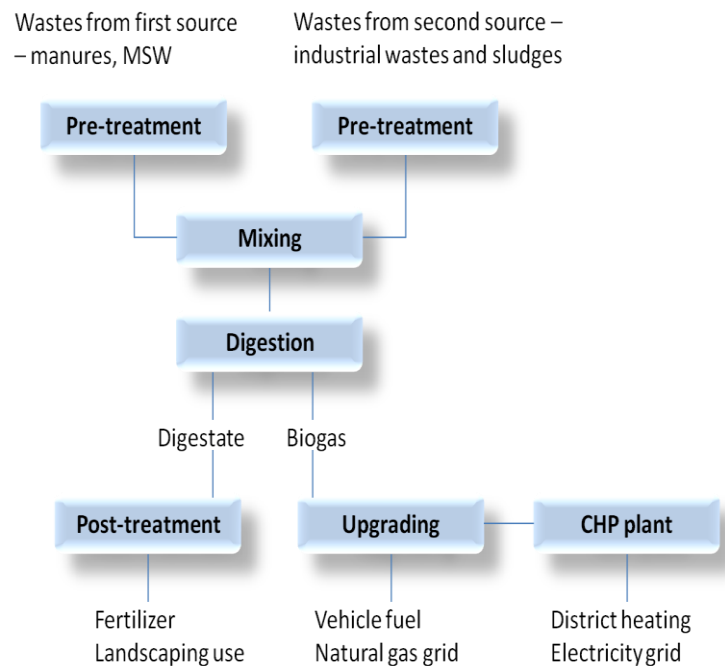 Wastes from first source
– manures, MSW
Wastes from second source –
industrial wastes and sludges
Pre-treatment
Pre-treatment
Mixing
Digestion
Digestate
Biogas
Post-treatment
Upgrading
CHP plant
Fertilizer
Landscaping use
Vehicle fuel
Natural gas grid
District heating
Electricity grid